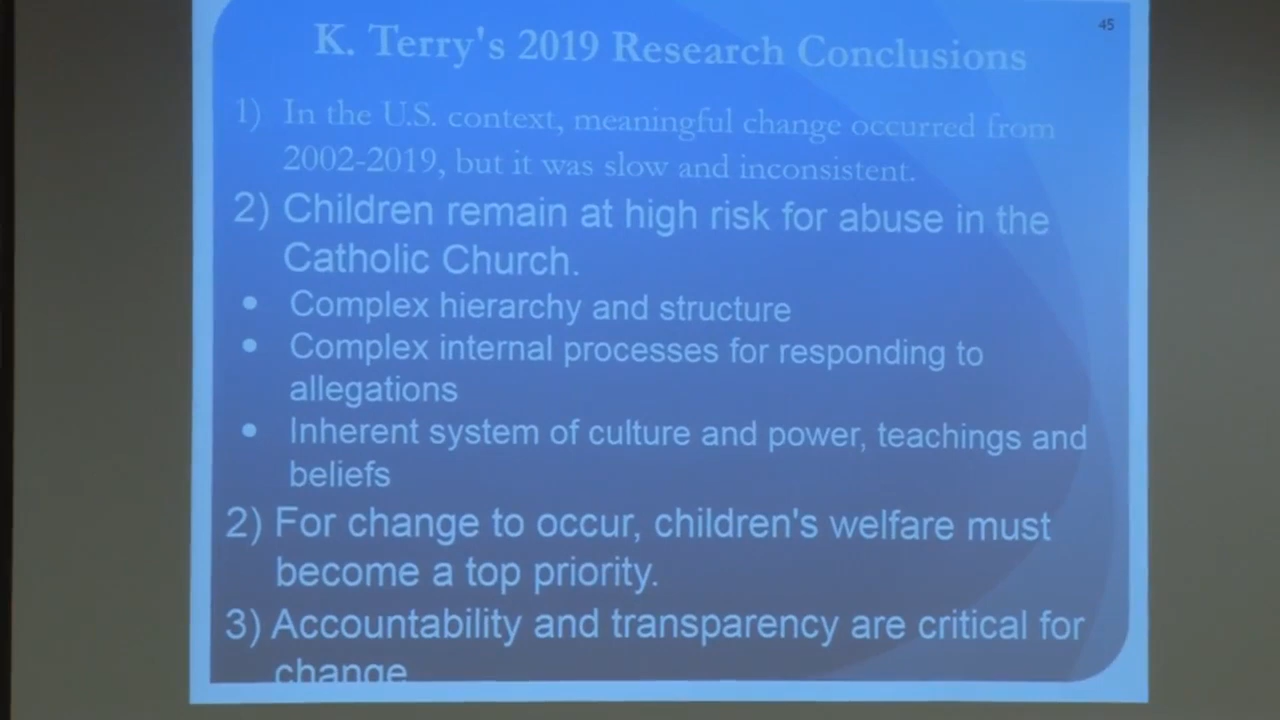 45
K. Terry's 2019 Research Conclusions
1) In the U.S. context, meaningful change occurred from
2002-2019, but it was slow and inconsistent.
2) Children remain at high risk for abuse in the
Catholic Church.
• Complex hierarchy and structure
• Complex internal processes for responding to
allegations
• Inherent system of culture and power, teachings and
beliefs
2) For change to occur, children's welfare must
become a top priority.
3) Accountability and transparency are critical for
change